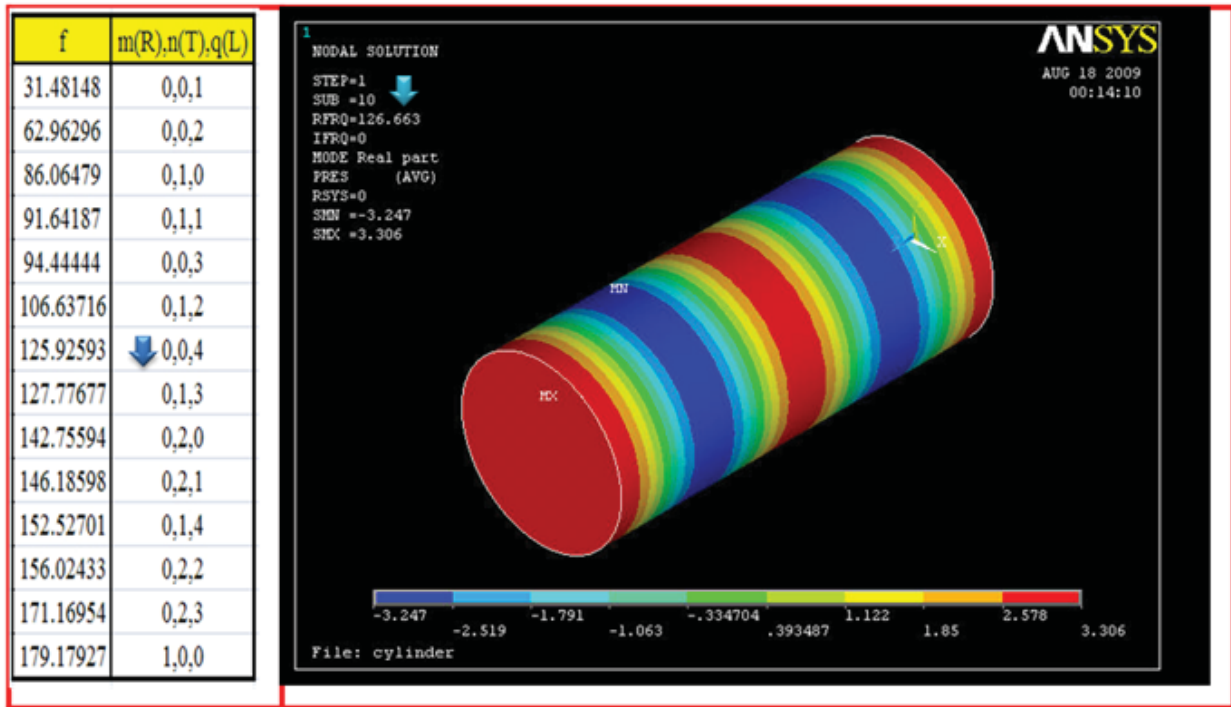 f m(R),n(T),q(L)
31.48148 0,0,1
62.96296 0,0,2
86.06479 0,1,0
91.64187 0,1,1
94.44444 0,0,3
106.63716 0,1,2
125.92593 0,0,4
127.77677 0,1,3
142.75594 0,2,0
146.18598 0,2,1
152.52701 0,1,4
156.02433 0,2,2
171.16954 0,2,3
179.17927 1,0,0
1
NODAL SOLUTION
STEP=1
SUB =10
RFRQ=126.663
IFRQ=0
MODE Real part
PRES (AVG)
RSYS=0
SMN =-3.247
SMX =3.306
ANSYS
AUG 18 2009
00:14:10
X
MN
MX
-3.247 -1.791 -.334704 1.122 2.578
-2.519 -1.063 .393487 1.85 3.306
File: cylinder